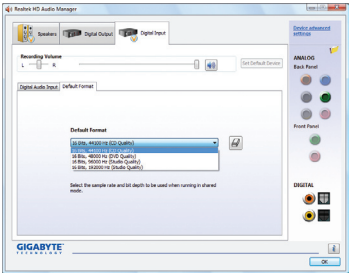 Realtek HD Audio Manager
Speakers
Digital Output
Digital Input
Device advanced settings
Recording Volume
L
R
Set Default Device
ANALOG
Back Panel
Digital Audio Input
Default Format
Default Format
16 Bits, 44100 Hz (CD Quality)
16 Bits, 44100 Hz (CD Quality)
16 Bits, 48000 Hz (DVD Quality)
16 Bits, 96000 Hz (Studio Quality)
16 Bits, 192000 Hz (Studio Quality)
Select the sample rate and bit depth to be used when running in shared
mode.
Front Panel
DIGITAL
GIGABYTE
TECHNOLOGY
OK